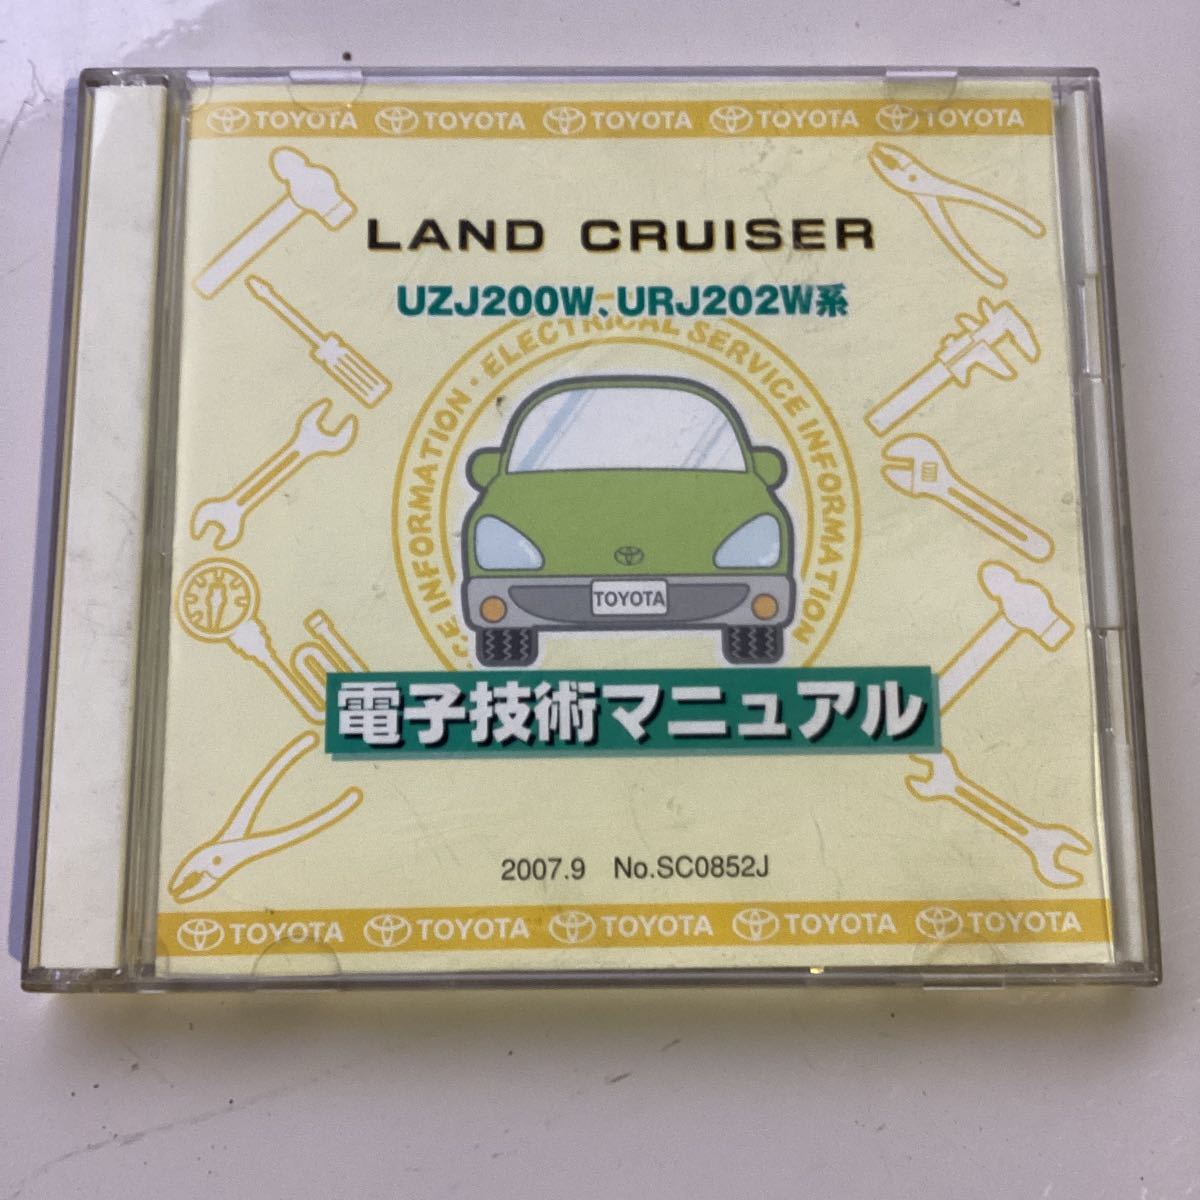 TOYOTA TOYOTA TOYOTA TOYOTA TOYOTA
LAND CRUISER
UZJ200W、URJ202W系
CE INFORMATION・ELECTRICAL SERVICE INFORMATION
TOYOTA
電子技術マニュアル
2007.9 No.SC0852J
TOYOTA TOYOTA TOYOTA TOYOTA TOYOTA